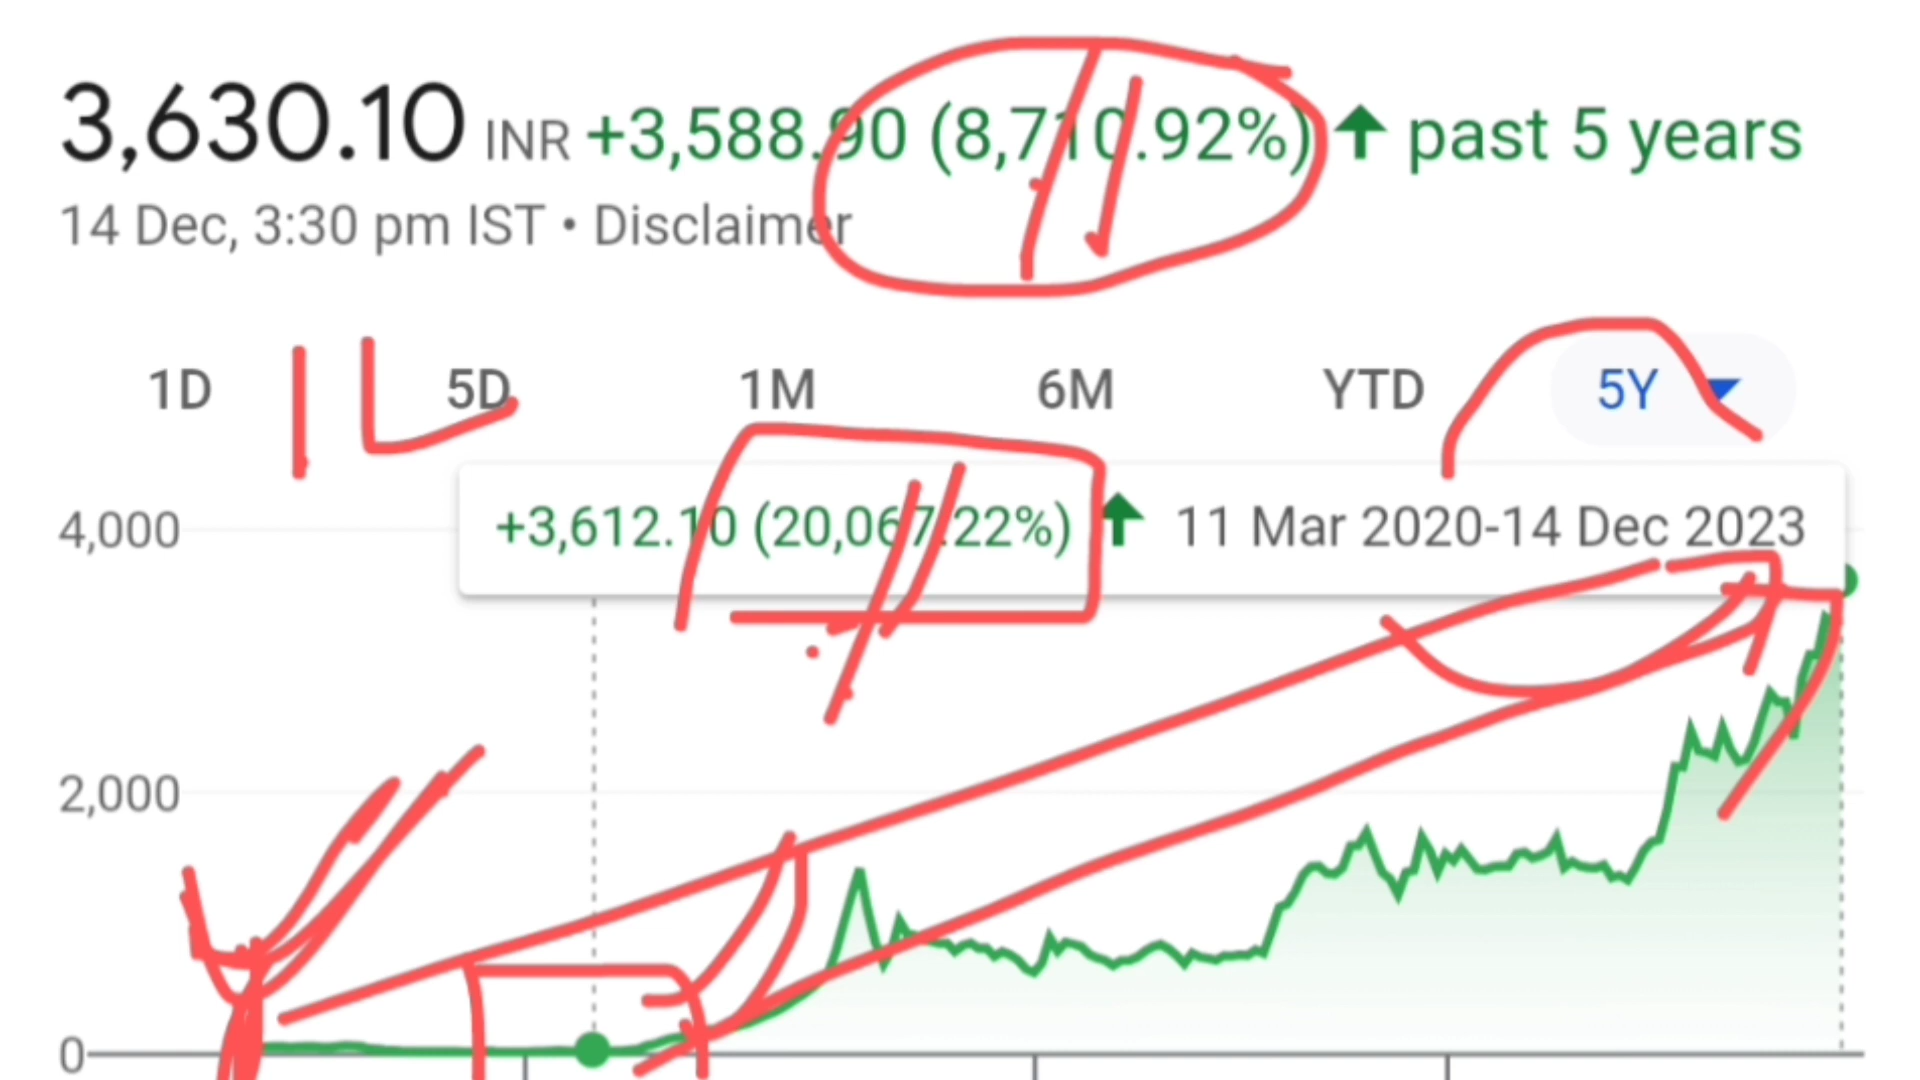 3,630.10 INR +3,588.90 (8,710.92%) ↑ past 5 years
14 Dec, 3:30 pm IST • Disclaimer
1D 5D 1M 6M YTD 5Y
+3,612.10 (20,067.22%) ↑ 11 Mar 2020-14 Dec 2023
4,000
2,000
0